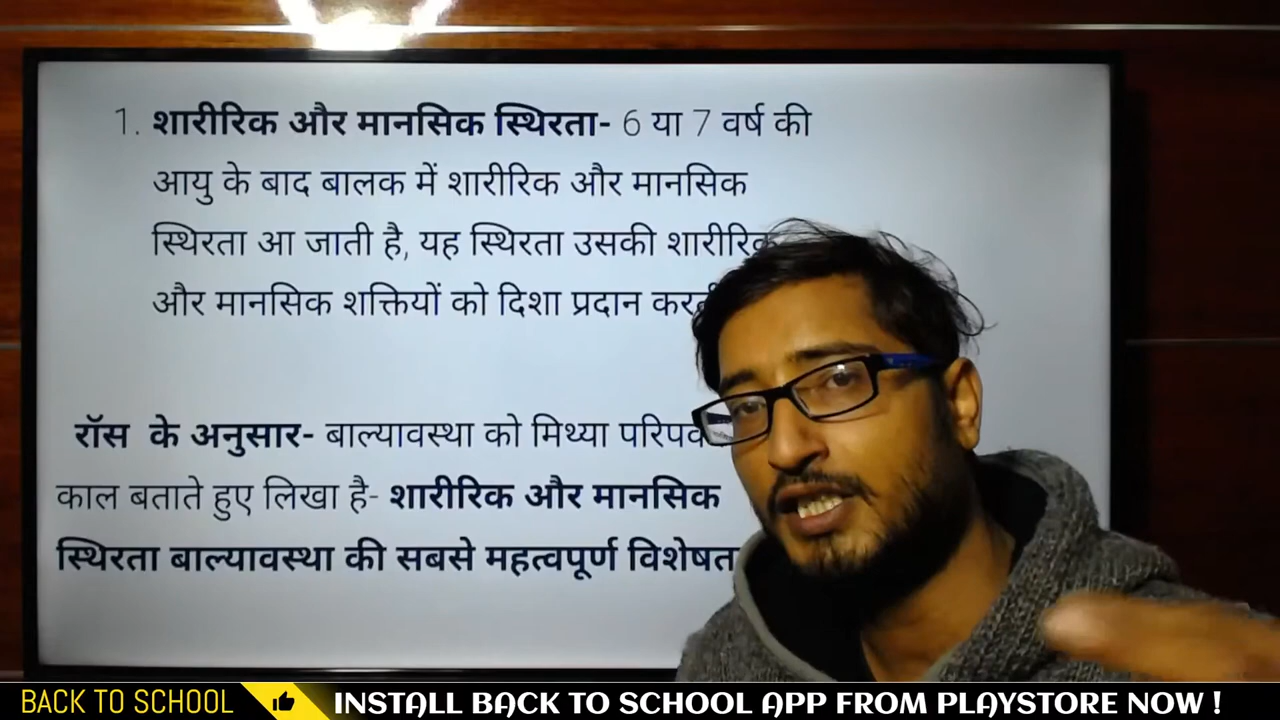 1. शारीरिक और मानसिक स्थिरता- 6 या 7 वर्ष की
आयु के बाद बालक में शारीरिक और मानसिक
स्थिरता आ जाती है, यह स्थिरता उसकी शारीरिक
और मानसिक शक्तियों को दिशा प्रदान
रॉस के अनुसार- बाल्यावस्था को मिथ्या
काल बताते हुए लिखा है- शारीरिक और मानसिक
स्थिरता बाल्यावस्था की सबसे महत्वपूर्ण
BACK TO SCHOOL INSTALL BACK TO SCHOOL APP FROM PLAYSTORE NOW !